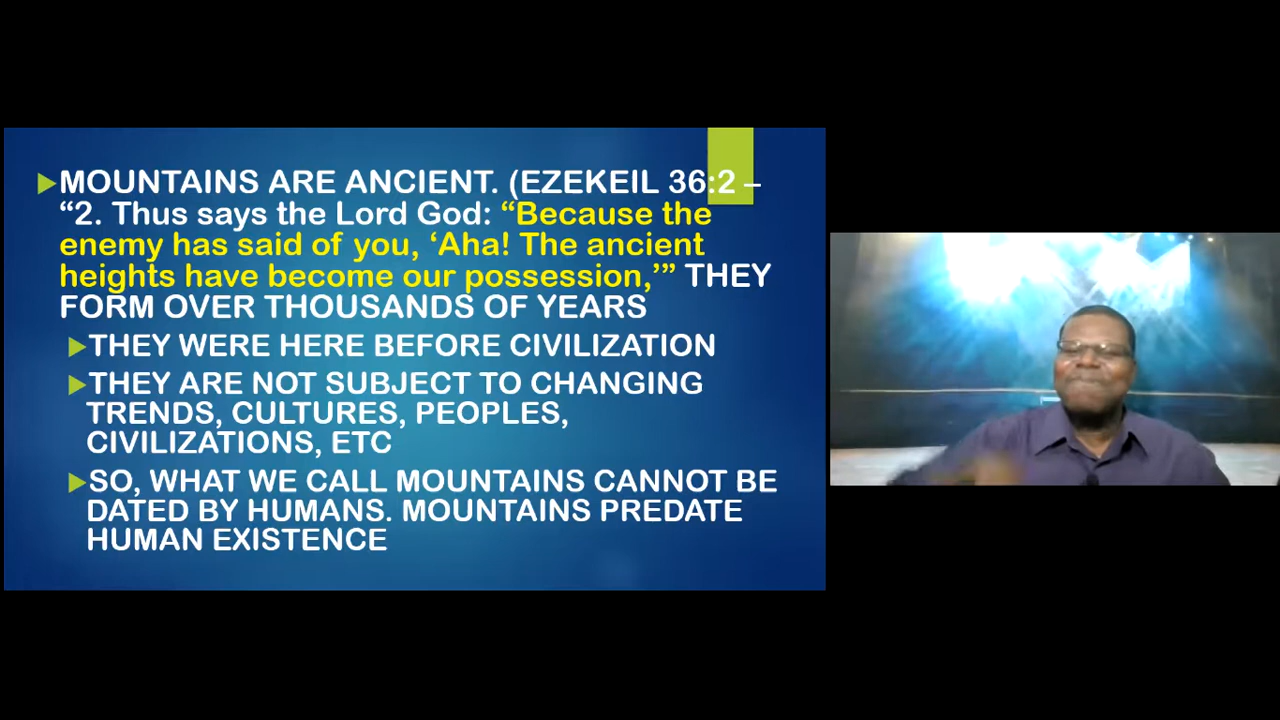 MOUNTAINS ARE ANCIENT. (EZEKEIL 36:2 –
“2. Thus says the Lord God: “Because the
enemy has said of you, ‘Aha! The ancient
heights have become our possession,’” THEY
FORM OVER THOUSANDS OF YEARS
THEY WERE HERE BEFORE CIVILIZATION
THEY ARE NOT SUBJECT TO CHANGING
TRENDS, CULTURES, PEOPLES,
CIVILIZATIONS, ETC
SO, WHAT WE CALL MOUNTAINS CANNOT BE
DATED BY HUMANS. MOUNTAINS PREDATE
HUMAN EXISTENCE